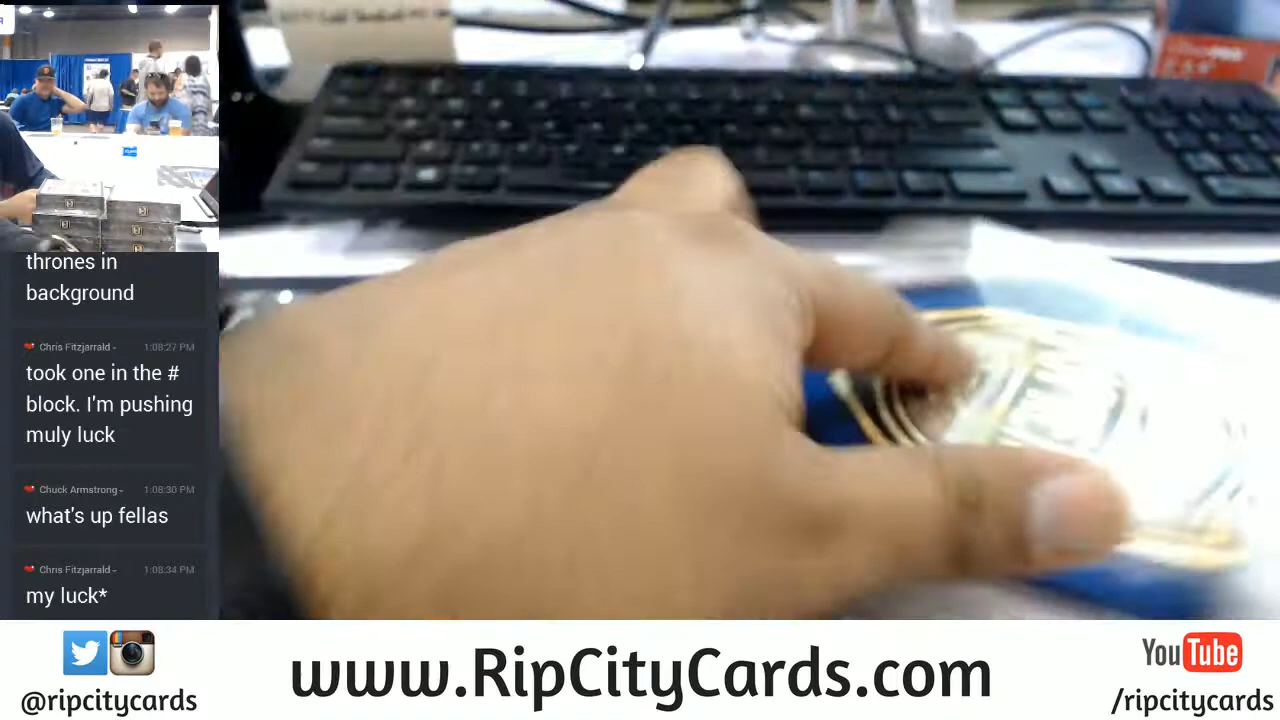 thrones in
background
Chris Fitzjarrald - 1:08:27 PM
took one in the #
block. I'm pushing
muly luck
Chuck Armstrong - 1:08:30 PM
what's up fellas
Chris Fitzjarrald - 1:08:34 PM
my luck*
@ripcitycards
www.RipCityCards.com
YouTube
/ripcitycards